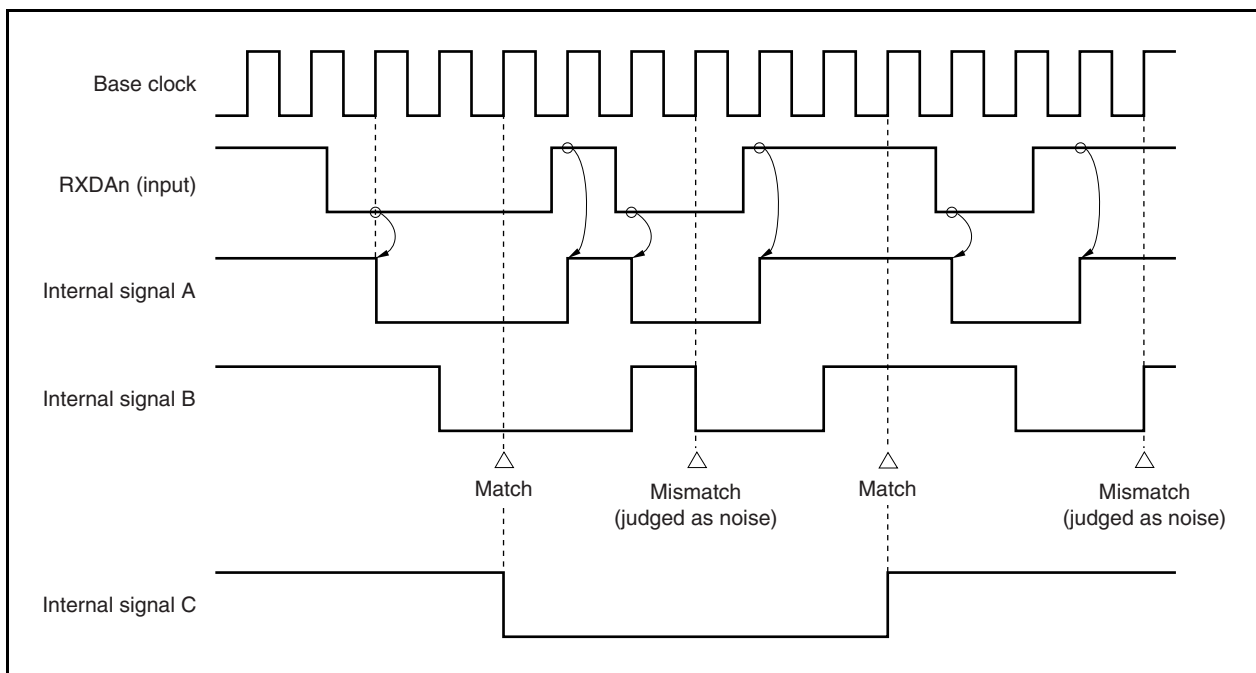 Base clock
RXDAn (input)
Internal signal A
Internal signal B
Match
Mismatch
(judged as noise)
Match
Mismatch
(judged as noise)
Internal signal C